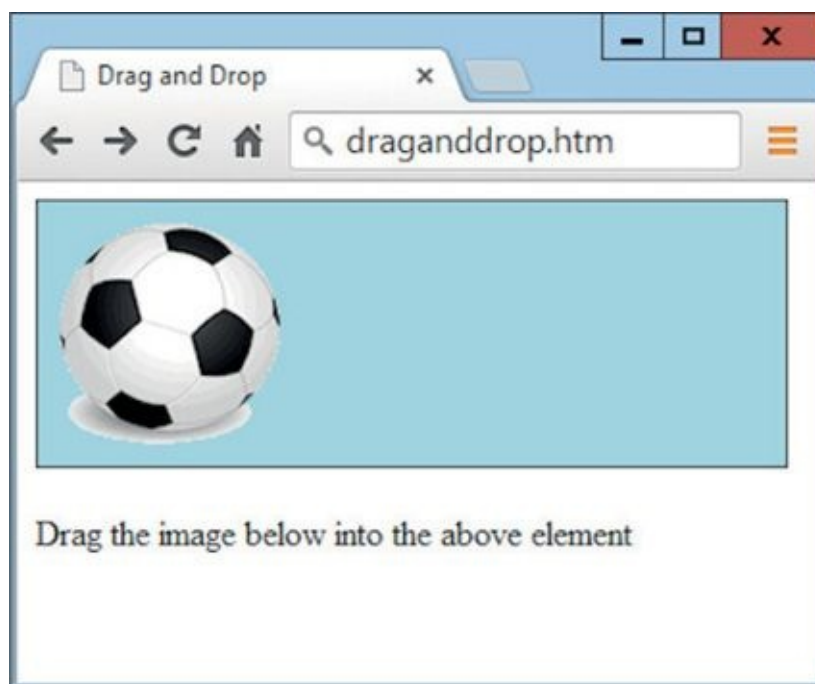 Drag and Drop
draganddrop.htm
Drag the image below into the above element